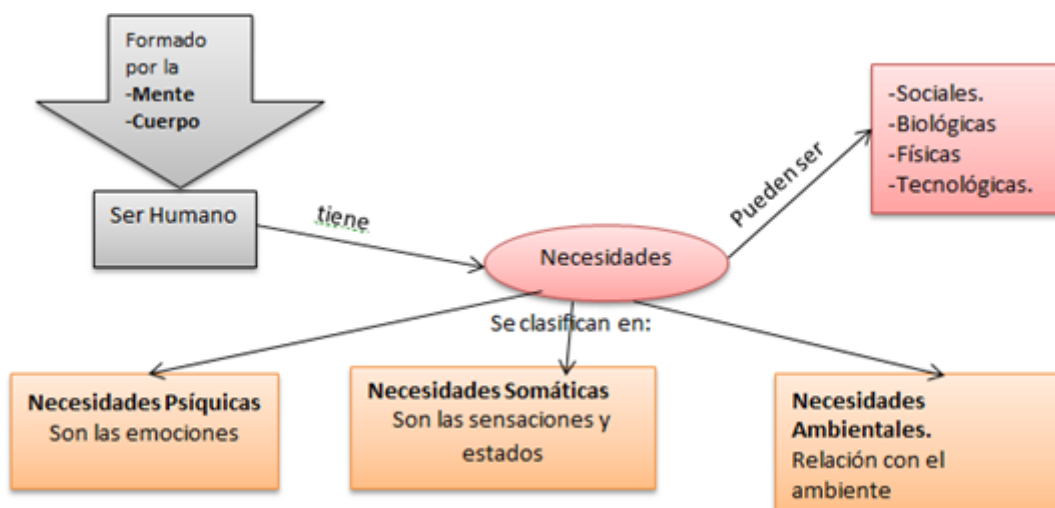 Formado
por la
-Mente
-Cuerpo
Ser Humano
tiene
Necesidades
Pueden ser
-Sociales.
-Biológicas
-Físicas
-Tecnológicas.
Se clasifican en:
Necesidades Psíquicas
Son las emociones
Necesidades Somáticas
Son las sensaciones y
estados
Necesidades
Ambientales.
Relación con el
ambiente